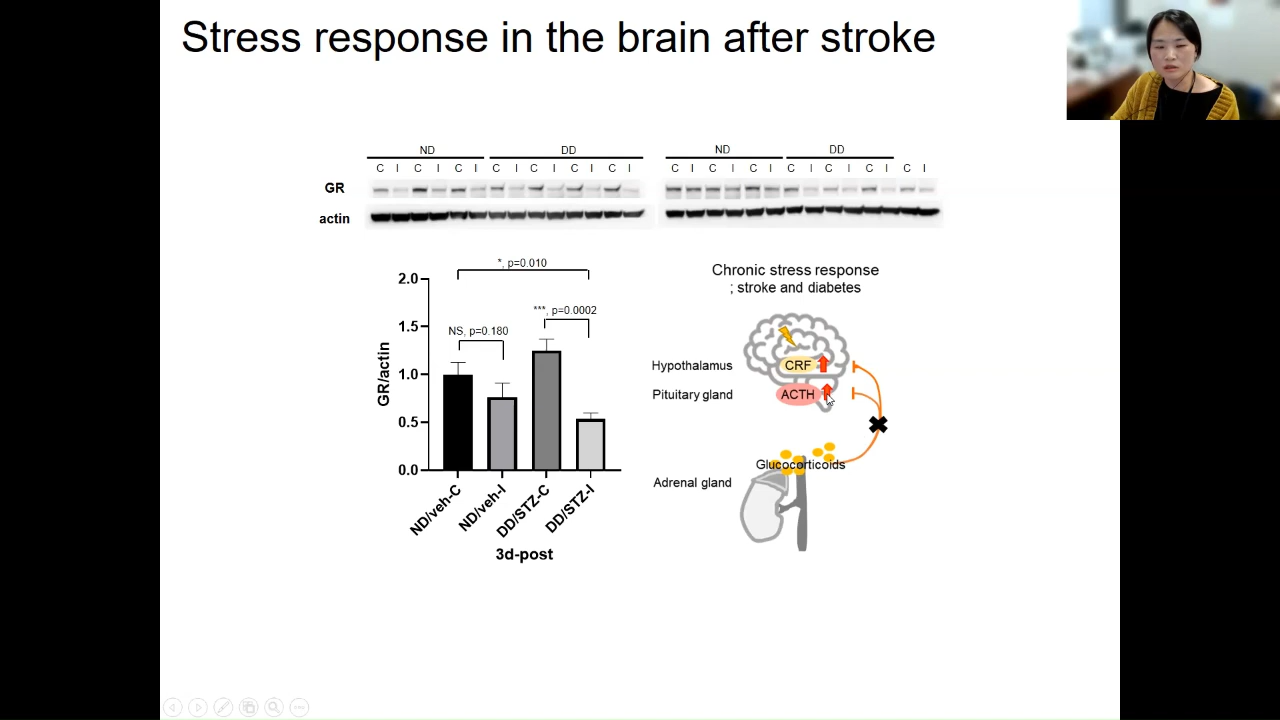 Stress response in the brain after stroke
ND DD ND DD
C I C I C I C I C I C I C I C I C I C I C I C I C I C I
GR
actin
*, p=0.010
2.0
***, p=0.0002
NS, p=0.180
1.5
1.0
0.5
0.0
GR/actin
ND/veh-C
ND/veh-I
DD/STZ-C
DD/STZ-I
3d-post
Chronic stress response
; stroke and diabetes
Hypothalamus CRF
Pituitary gland ACTH
Glucocorticoids
Adrenal gland